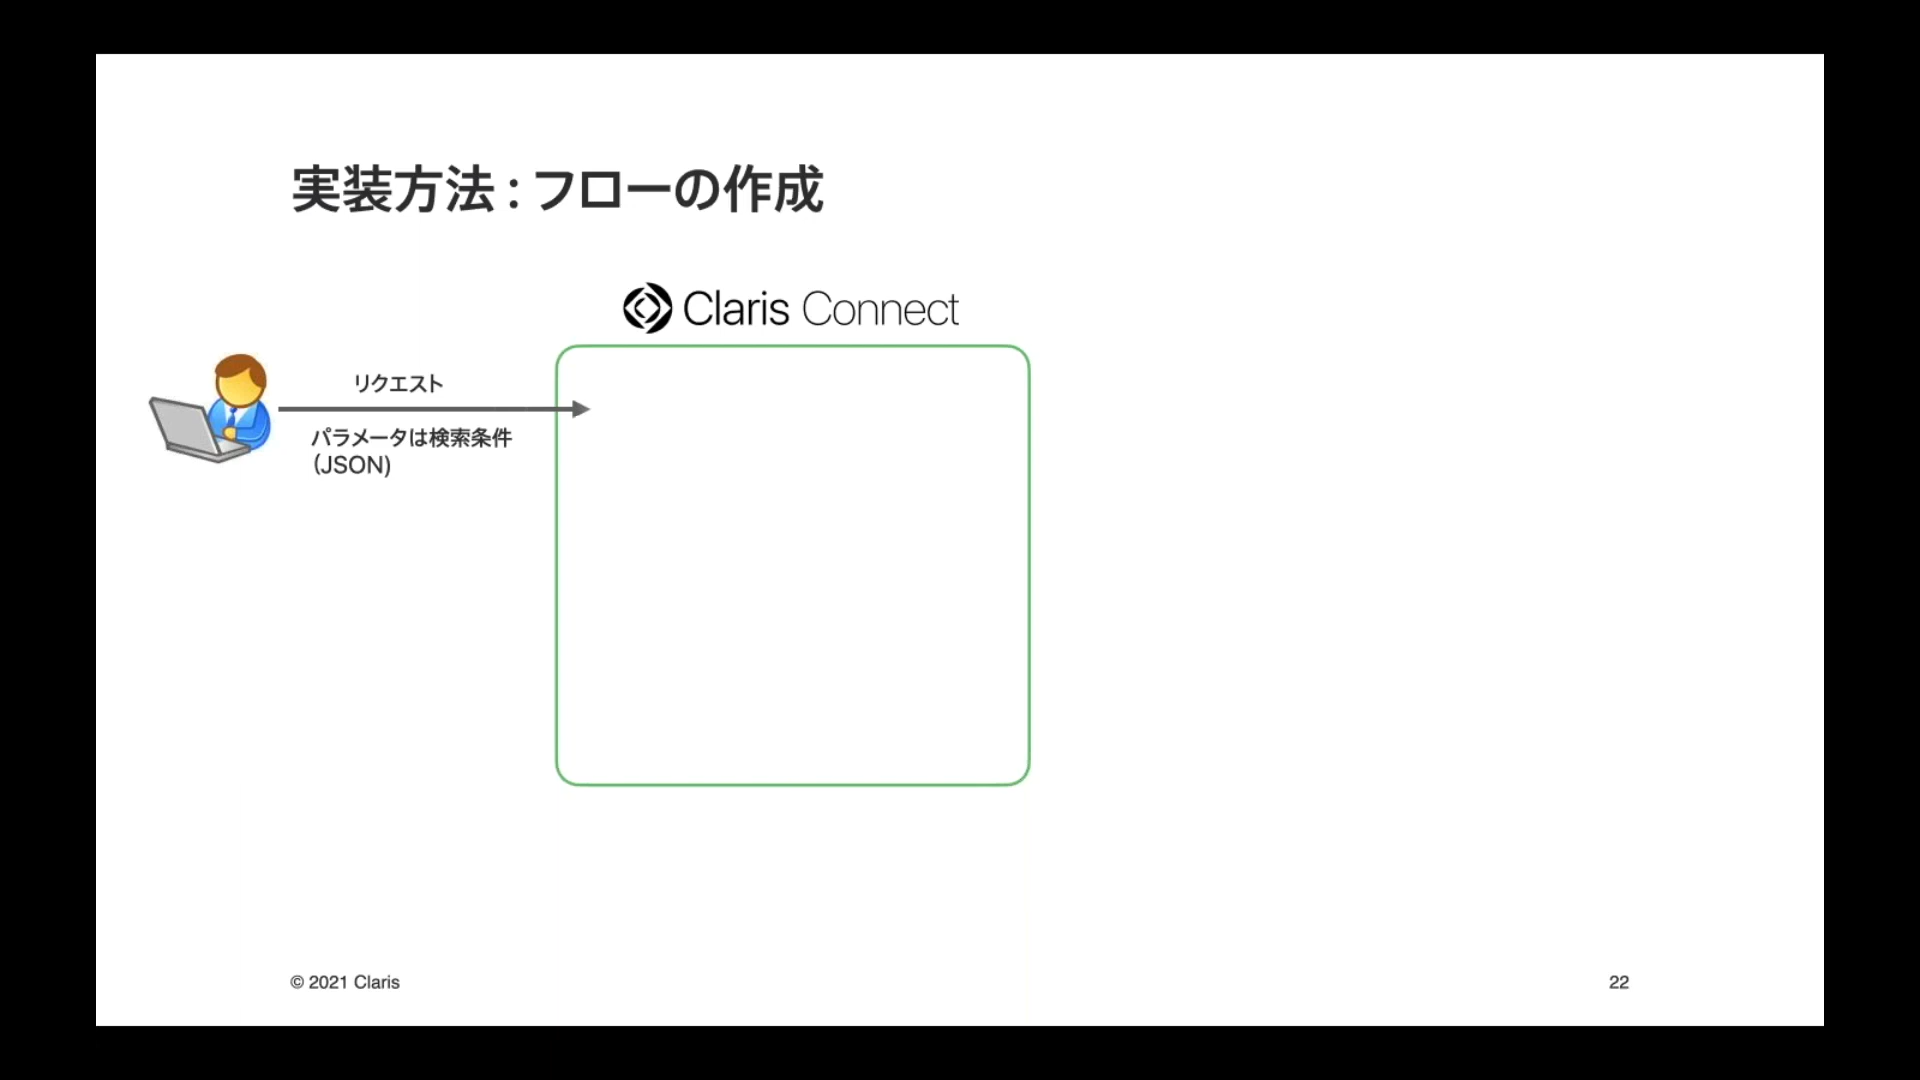 実装方法 : フローの作成
Claris Connect
リクエスト
パラメータは検索条件
(JSON)
© 2021 Claris
22